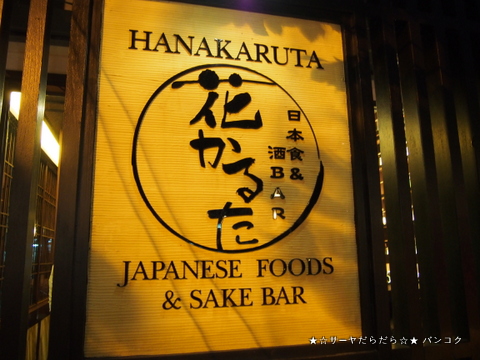 HANAKARUTA
花かるた
日本食&
酒BAR
JAPANESE FOODS
& SAKE BAR
★☆リーヤだらだら☆★ バンコク